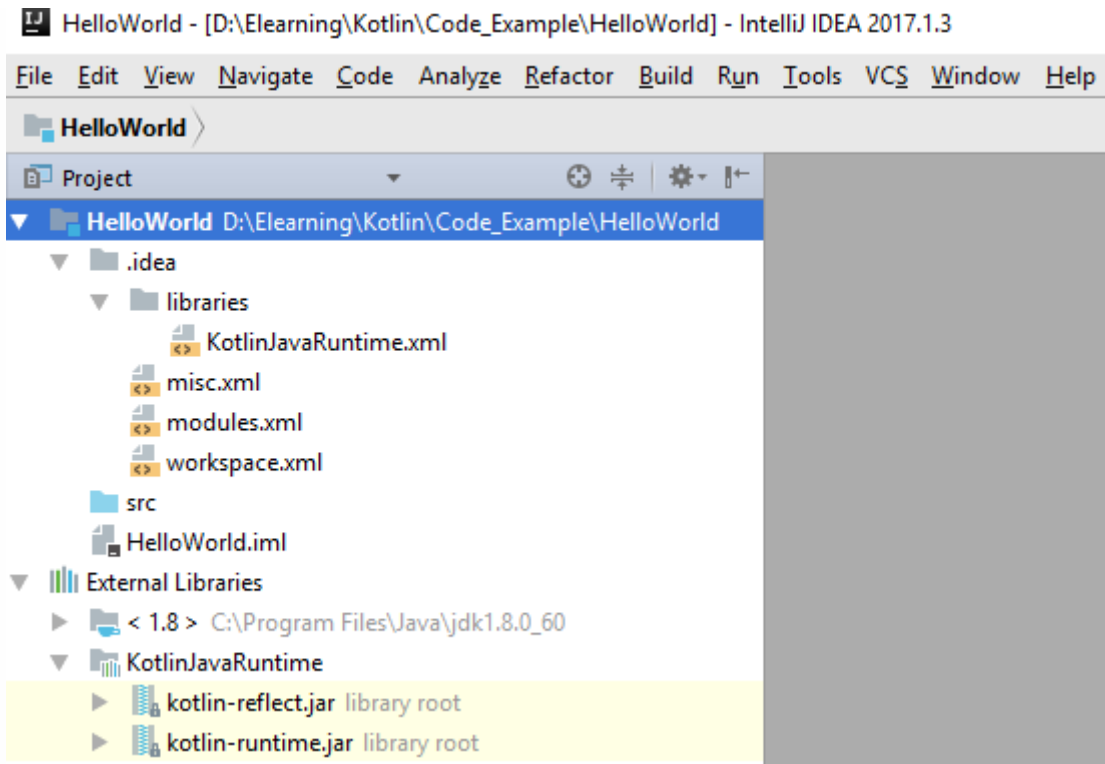 HelloWorld - [D:\Elearning\Kotlin\Code_Example\HelloWorld] - IntelliJ IDEA 2017.1.3
File Edit View Navigate Code Analyze Refactor Build Run Tools VCS Window Help
HelloWorld
Project
HelloWorld D:\Elearning\Kotlin\Code_Example\HelloWorld
.idea
libraries
KotlinJavaRuntime.xml
misc.xml
modules.xml
workspace.xml
src
HelloWorld.iml
External Libraries
< 1.8 > C:\Program Files\Java\jdk1.8.0_60
KotlinJavaRuntime
kotlin-reflect.jar library root
kotlin-runtime.jar library root